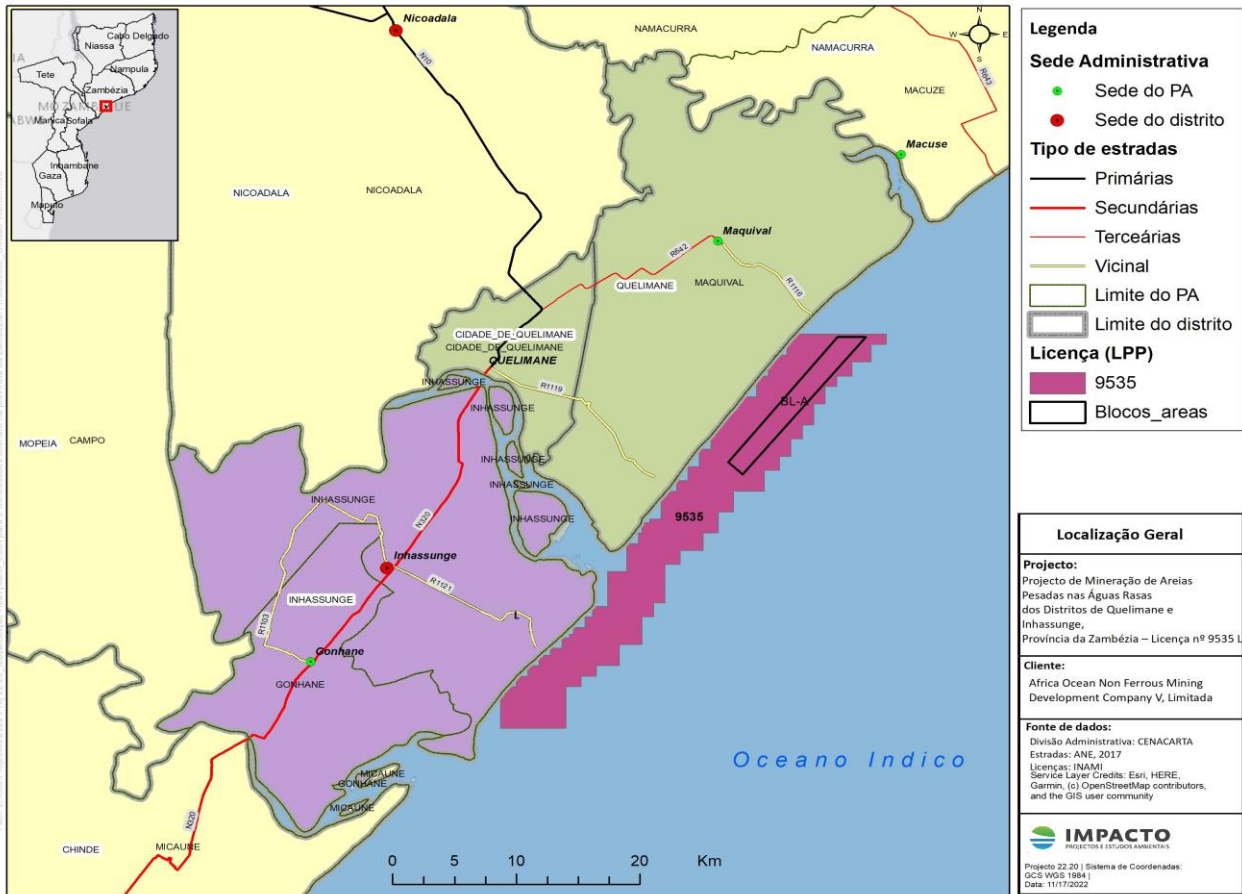 Niassa
Cabo Delgado
Tete
Nampula
Zambézia
MOZAMBIQUE
Manica
Sofala
Inhambane
Gaza
Maputo
Nicoadala
N10
NAMACURRA
NAMACURRA
R643
MACUZE
Macuse
N
W
E
S
NICOADALA
NICOADALA
Maquival
R642
QUELIMANE
MAQUIVAL
R1116
CIDADE_DE_QUELIMANE
CIDADE_DE_QUELIMANE
QUELIMANE
INHASSUNGE
R1119
INHASSUNGE
BL-A
MOPEIA
CAMPO
INHASSUNGE
INHASSUNGE
INHASSUNGE
INHASSUNGE
N320
9535
Inhassunge
R1121
INHASSUNGE
R1103
L
Gonhane
GONHANE
Oceano Indico
MICAUNE
GONHANE
MICAUNE
N320
CHINDE
MICAUNE
0 5 10 20 Km
Legenda
Sede Administrativa
Sede do PA
Sede do distrito
Tipo de estradas
Primárias
Secundárias
Terceárias
Vicinal
Limite do PA
Limite do distrito
Licença (LPP)
9535
Blocos_areas
Localização Geral
Projecto:
Projecto de Mineração de Areias
Pesadas nas Águas Rasas
dos Distritos de Quelimane e
Inhassunge,
Província da Zambézia – Licença nº 9535 L
Cliente:
Africa Ocean Non Ferrous Mining
Development Company V, Limitada
Fonte de dados:
Divisão Administrativa: CENACARTA
Estradas: ANE, 2017
Licenças: INAMI
Service Layer Credits: Esri, HERE,
Garmin, (c) OpenStreetMap contributors,
and the GIS user community
IMPACTO
PROJECTOS E ESTUDOS AMBIENTAIS
Projecto 22.20 | Sistema de Coordenadas:
GCS WGS 1984 |
Data: 11/17/2022